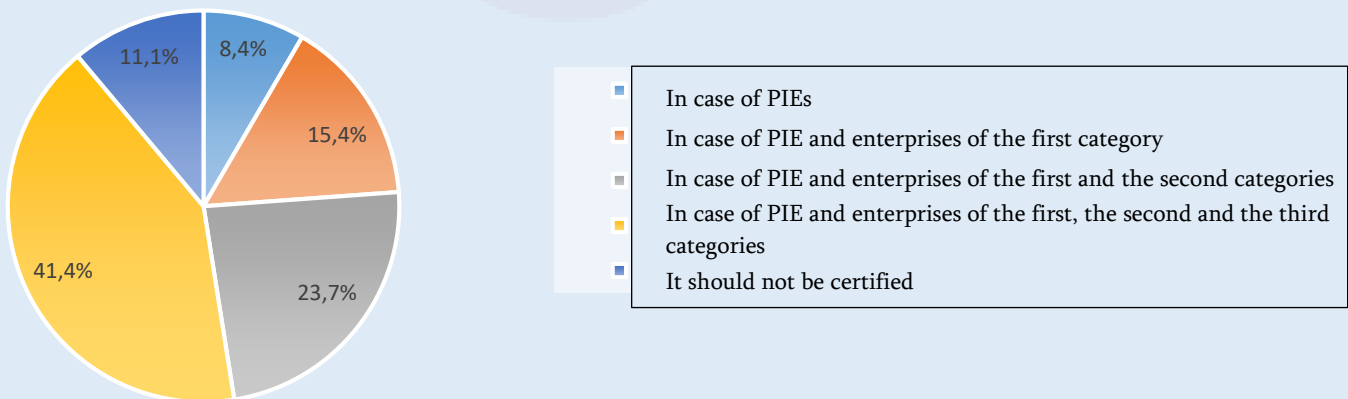 8,4%
11,1%
15,4%
41,4%
23,7%
In case of PIEs
In case of PIE and enterprises of the first category
In case of PIE and enterprises of the first and the second categories
In case of PIE and enterprises of the first, the second and the third
categories
It should not be certified